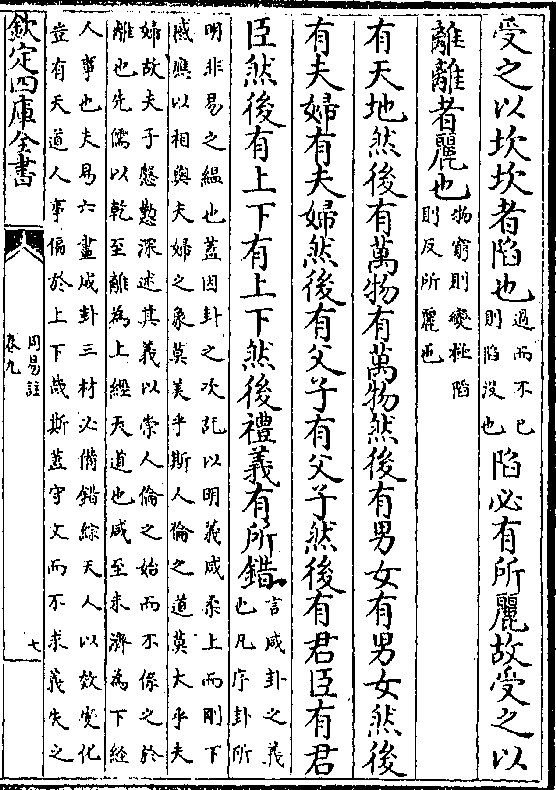 受之以坎坎者陷也過而不已則陷沒也陷必有所麗故受之以
離離者麗也物窮則變極陷則反所麗也
有天地然後有萬物有萬物然後有男女有男女然後
有夫婦有夫婦然後有父子有父子然後有君臣有君
臣然後有上下有上下然後禮義有所錯言咸卦之義也凡序卦所
明非易之縕也蓋因卦之次託以明義咸柔上而剛下
感應以相與夫婦之象莫美乎斯人倫之道莫大乎夫
婦故夫子慇懃深述其義以崇人倫之始而不係之於
離也先儒以乾至離為上經天道也咸至未濟為下經
人事也夫易六畫成卦三材必備錯綜天人以效變化
豈有天道人事偏於上下哉斯蓋守文而不求義失之
欽定四庫全書
周易註
卷九
七